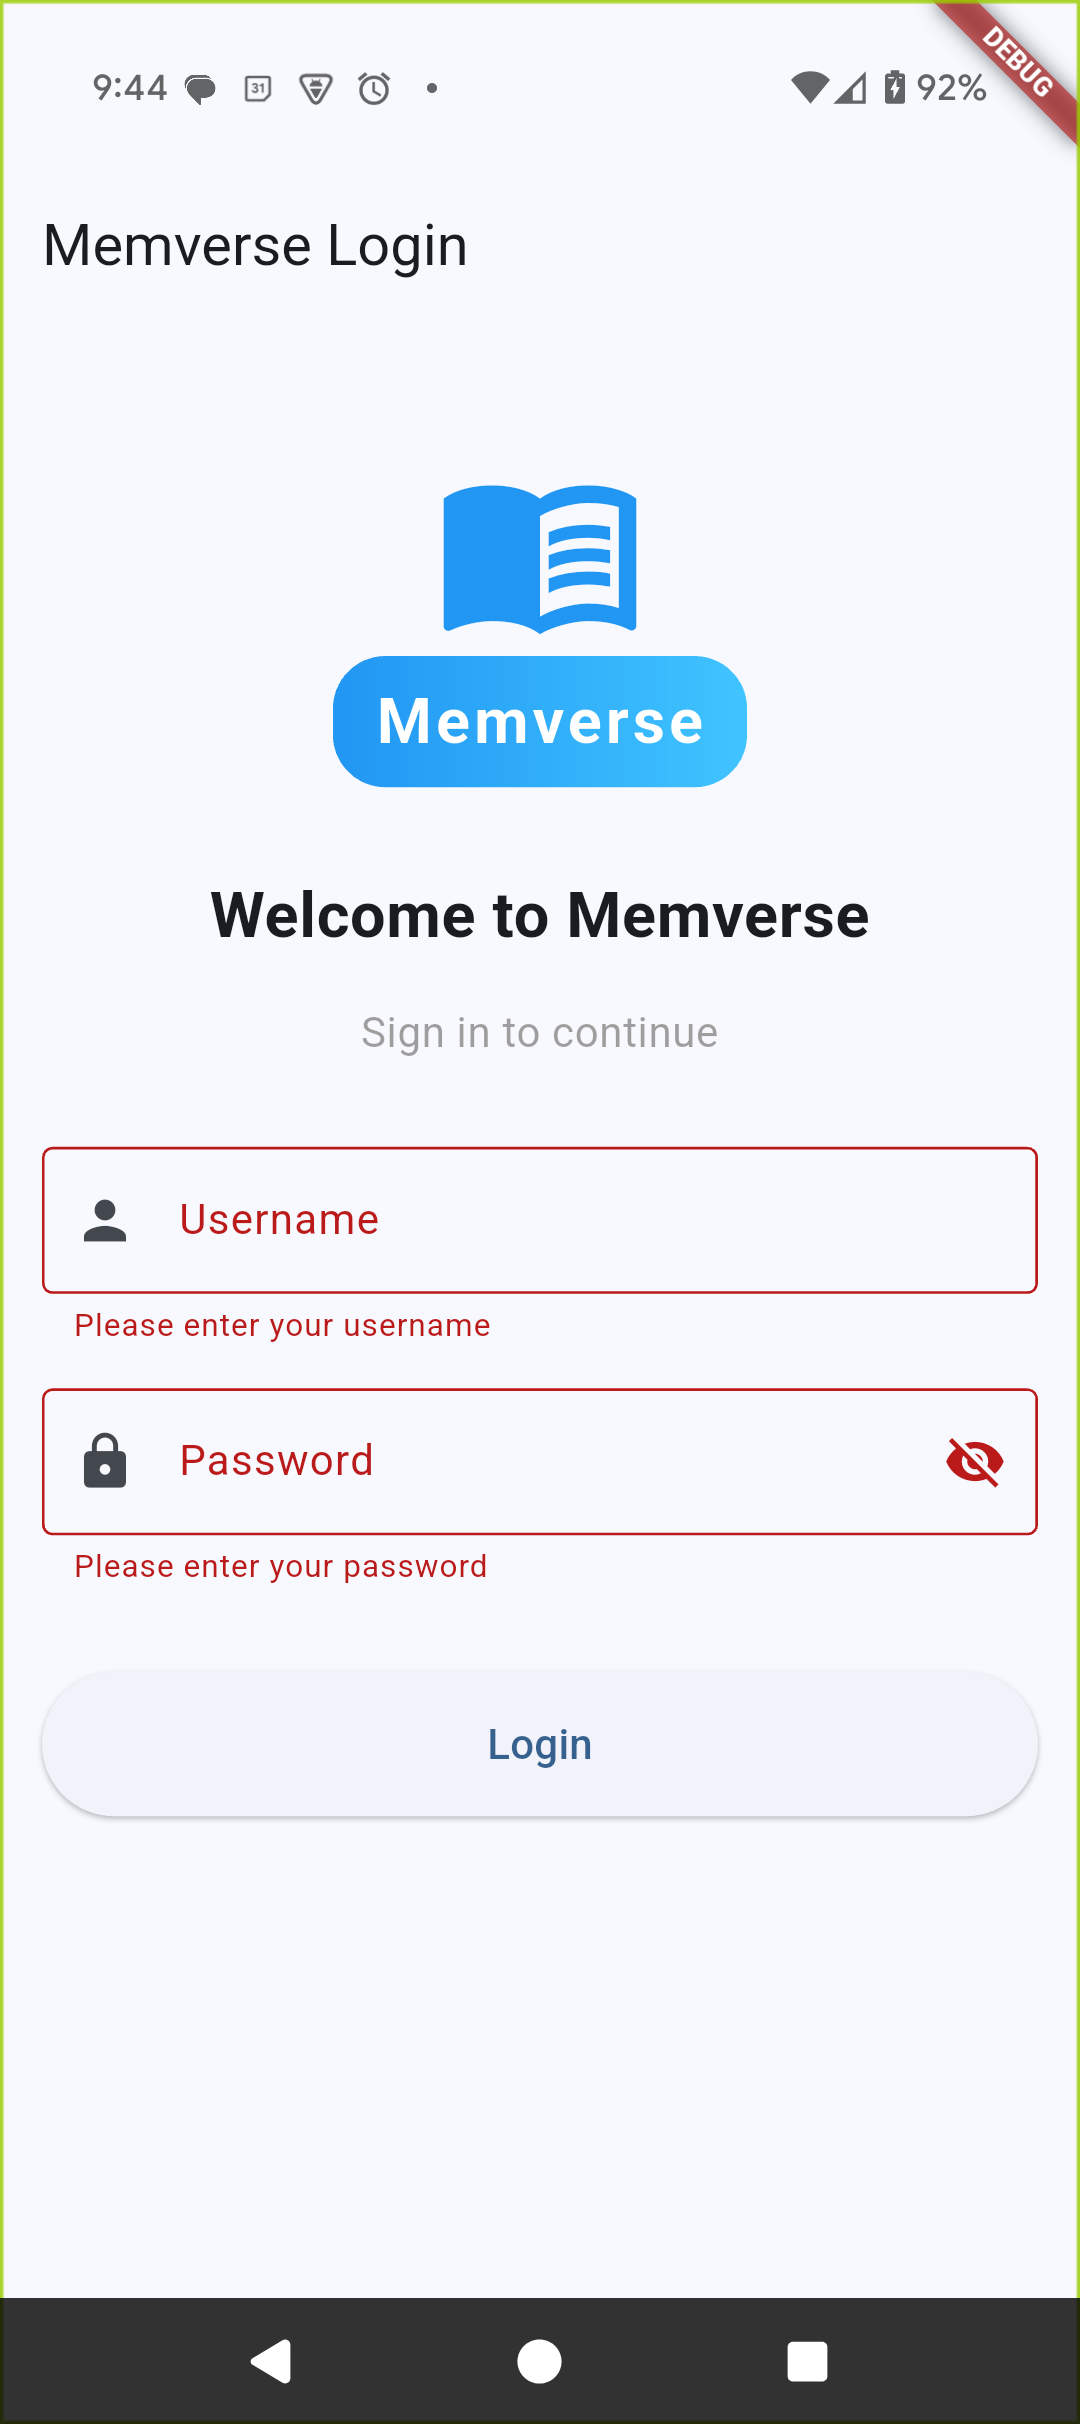 9:44
31
92%
DEBUG
Memverse Login
Memverse
Welcome to Memverse
Sign in to continue
Username
Please enter your username
Password
Please enter your password
Login